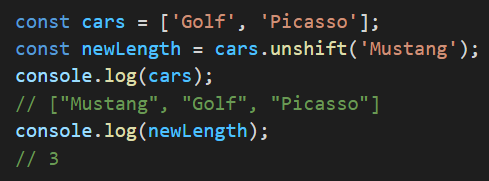 const cars = ['Golf', 'Picasso'];
const newLength = cars.unshift('Mustang');
console.log(cars);
// ["Mustang", "Golf", "Picasso"]
console.log(newLength);
// 3